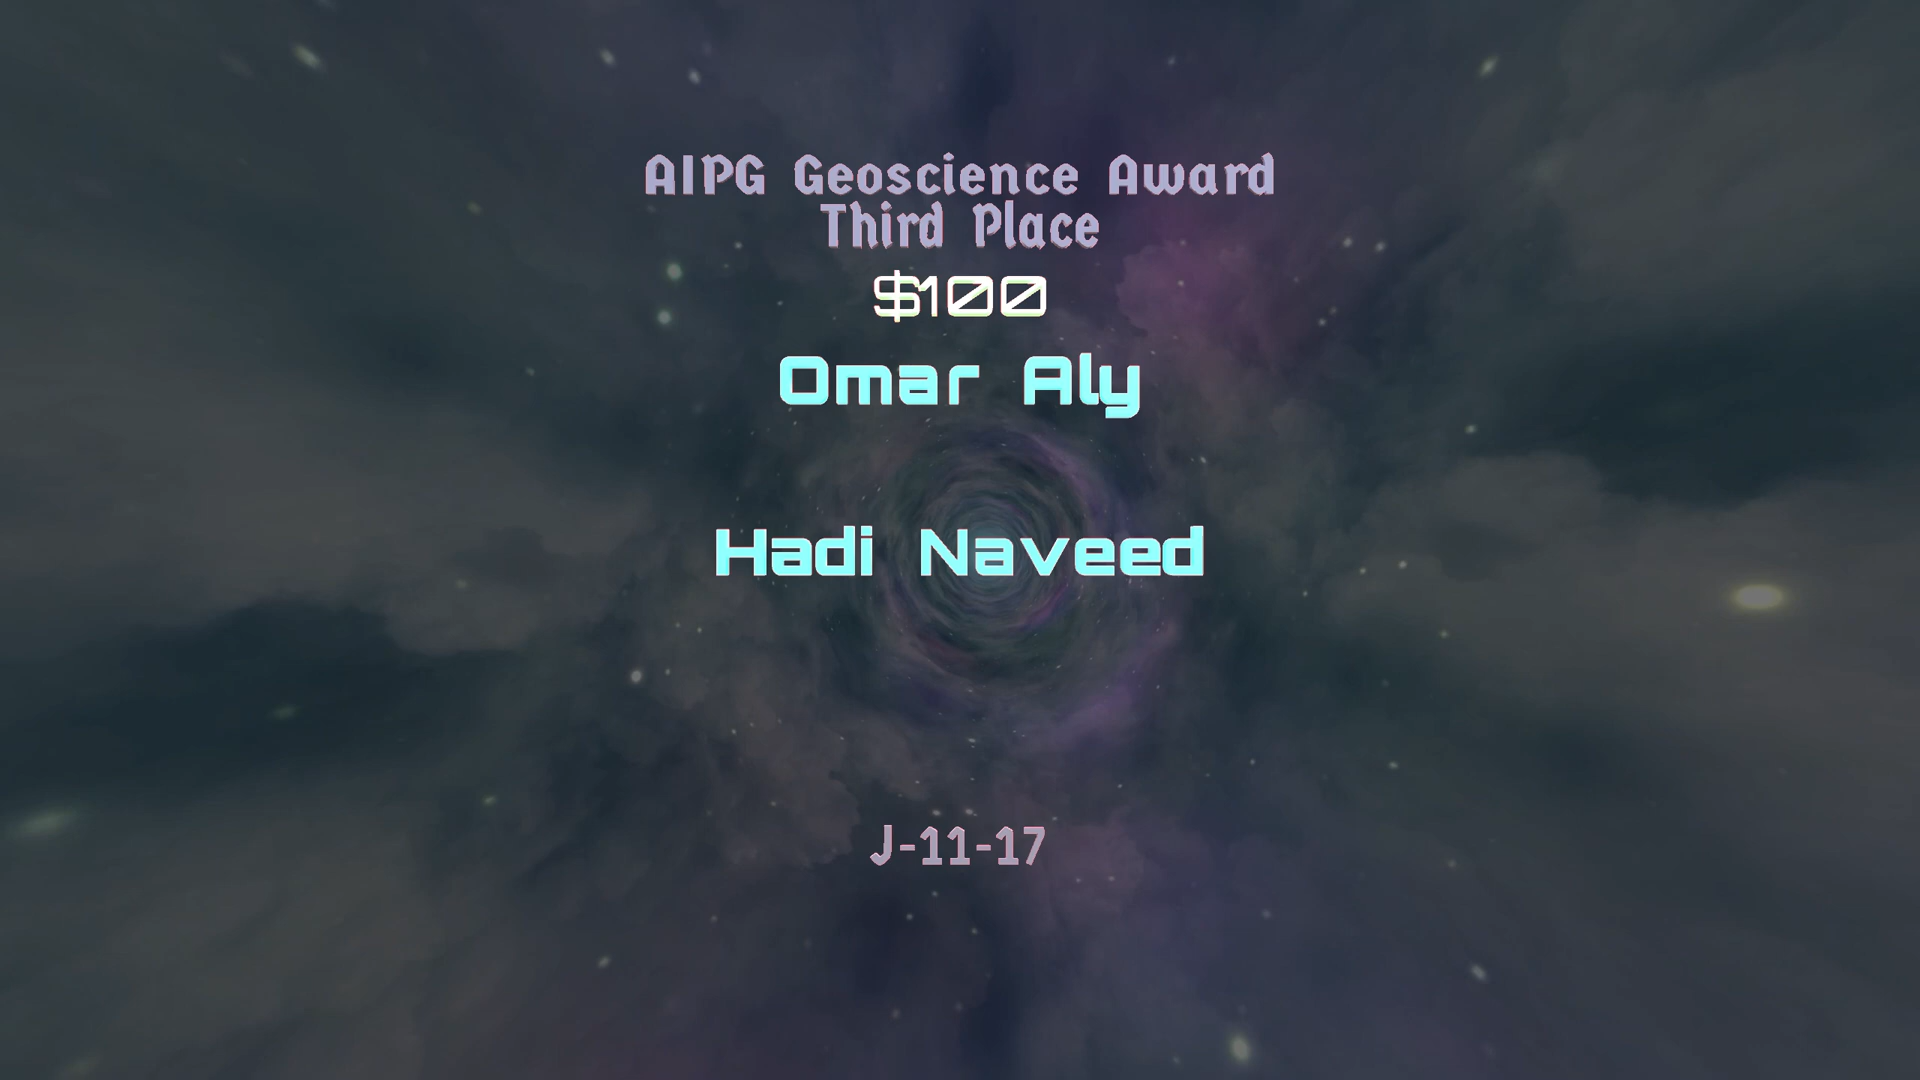 AIPG Geoscience Award
Third Place
$100
Omar Aly
Hadi Naveed
J-11-17